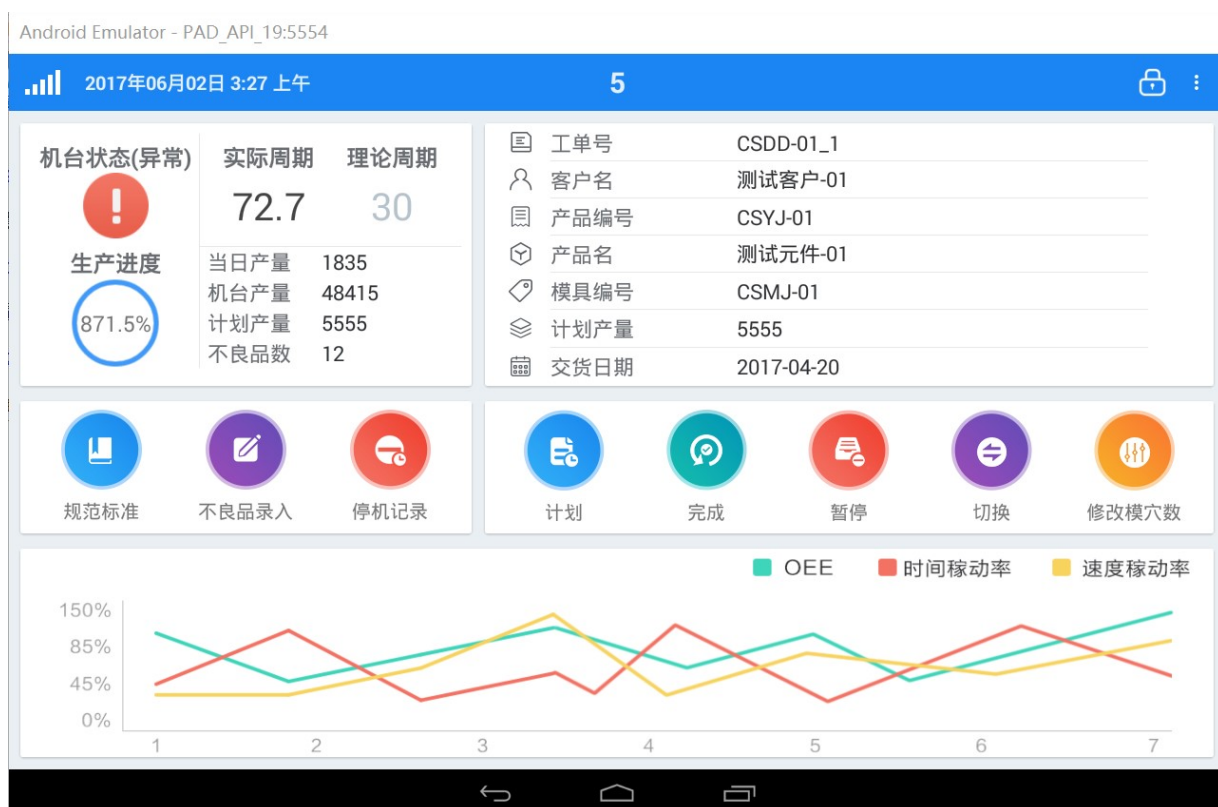 Android Emulator - PAD_API_19:5554
2017年06月02日 3:27 上午
5
机台状态(异常)
实际周期 理论周期
72.7 30
生产进度
871.5%
当日产量 1835
机台产量 48415
计划产量 5555
不良品数 12
工单号 CSDD-01_1
客户名 测试客户-01
产品编号 CSYJ-01
产品名 测试元件-01
模具编号 CSMJ-01
计划产量 5555
交货日期 2017-04-20
规范标准 不良品录入 停机记录
计划 完成 暂停 切换 修改模穴数
OEE 时间稼动率 速度稼动率
150%
85%
45%
0%
1 2 3 4 5 6 7